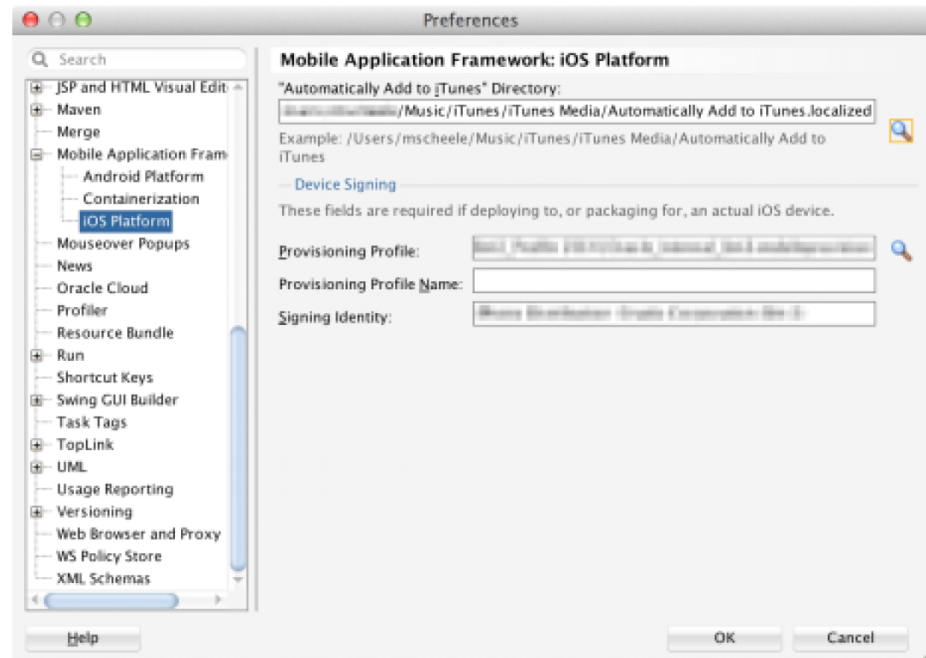 Preferences
Search
JSP and HTML Visual Edit
Maven
Merge
Mobile Application Fram
Android Platform
Containerization
iOS Platform
Mouseover Popups
News
Oracle Cloud
Profiler
Resource Bundle
Run
Shortcut Keys
Swing GUI Builder
Task Tags
TopLink
UML
Usage Reporting
Versioning
Web Browser and Proxy
WS Policy Store
XML Schemas
Mobile Application Framework: iOS Platform
"Automatically Add to iTunes" Directory:
/Music/iTunes/iTunes Media/Automatically Add to iTunes.localized
Example: /Users/mscheele/Music/iTunes/iTunes Media/Automatically Add to
iTunes
Device Signing
These fields are required if deploying to, or packaging for, an actual iOS device.
Provisioning Profile:
Provisioning Profile Name:
Signing Identity:
Help
OK
Cancel